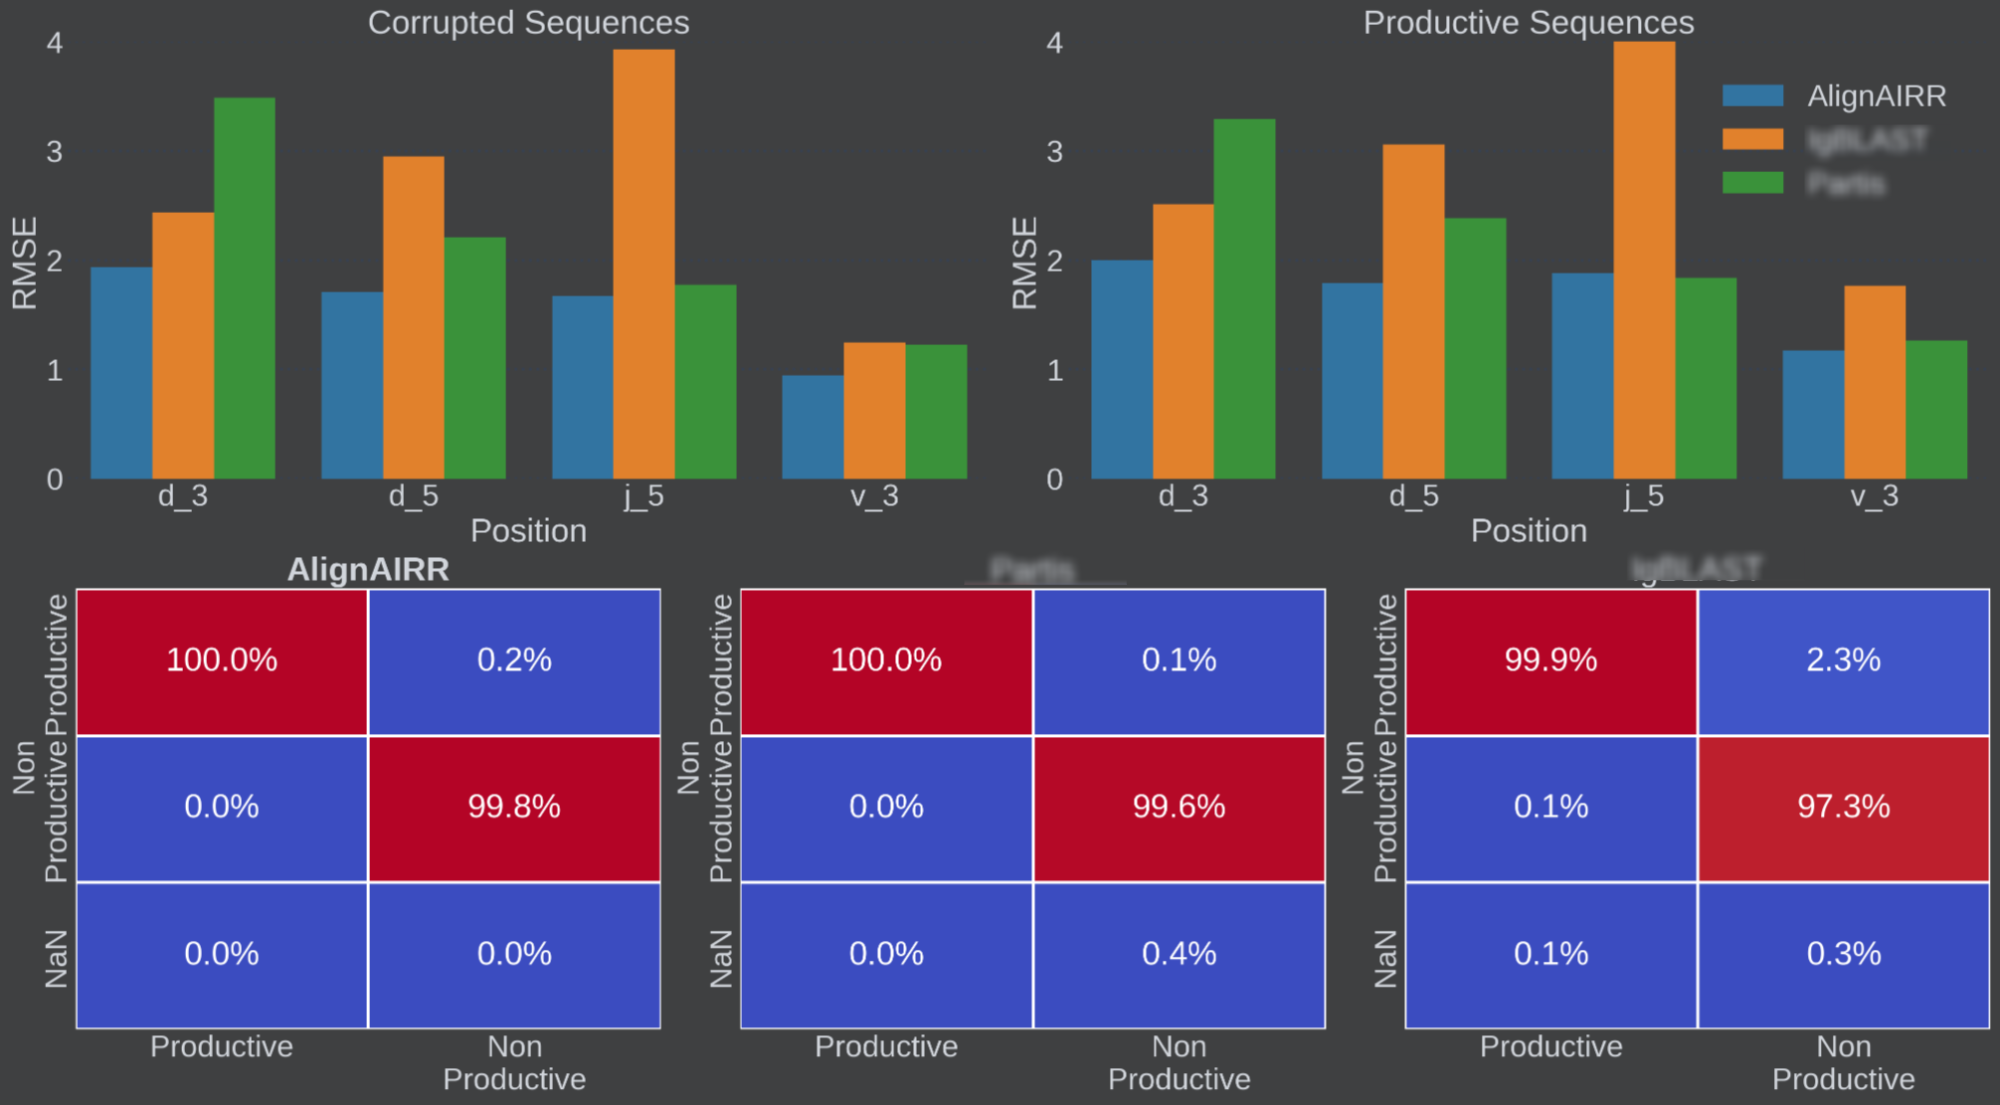 Corrupted Sequences
4
3
2
1
0
RMSE
d_3
d_5
j_5
v_3
Position
Productive Sequences
4
3
2
1
0
RMSE
d_3
d_5
j_5
v_3
Position
AlignAIRR
IgBLAST
Partis
AlignAIRR
Productive
Non
Productive
NaN
100.0% 0.2%
0.0% 99.8%
0.0% 0.0%
Productive
Non
Productive
Partis
Productive
Non
Productive
NaN
100.0% 0.1%
0.0% 99.6%
0.0% 0.4%
Productive
Non
Productive
IgBLAST
Productive
Non
Productive
NaN
99.9% 2.3%
0.1% 97.3%
0.1% 0.3%
Productive
Non
Productive